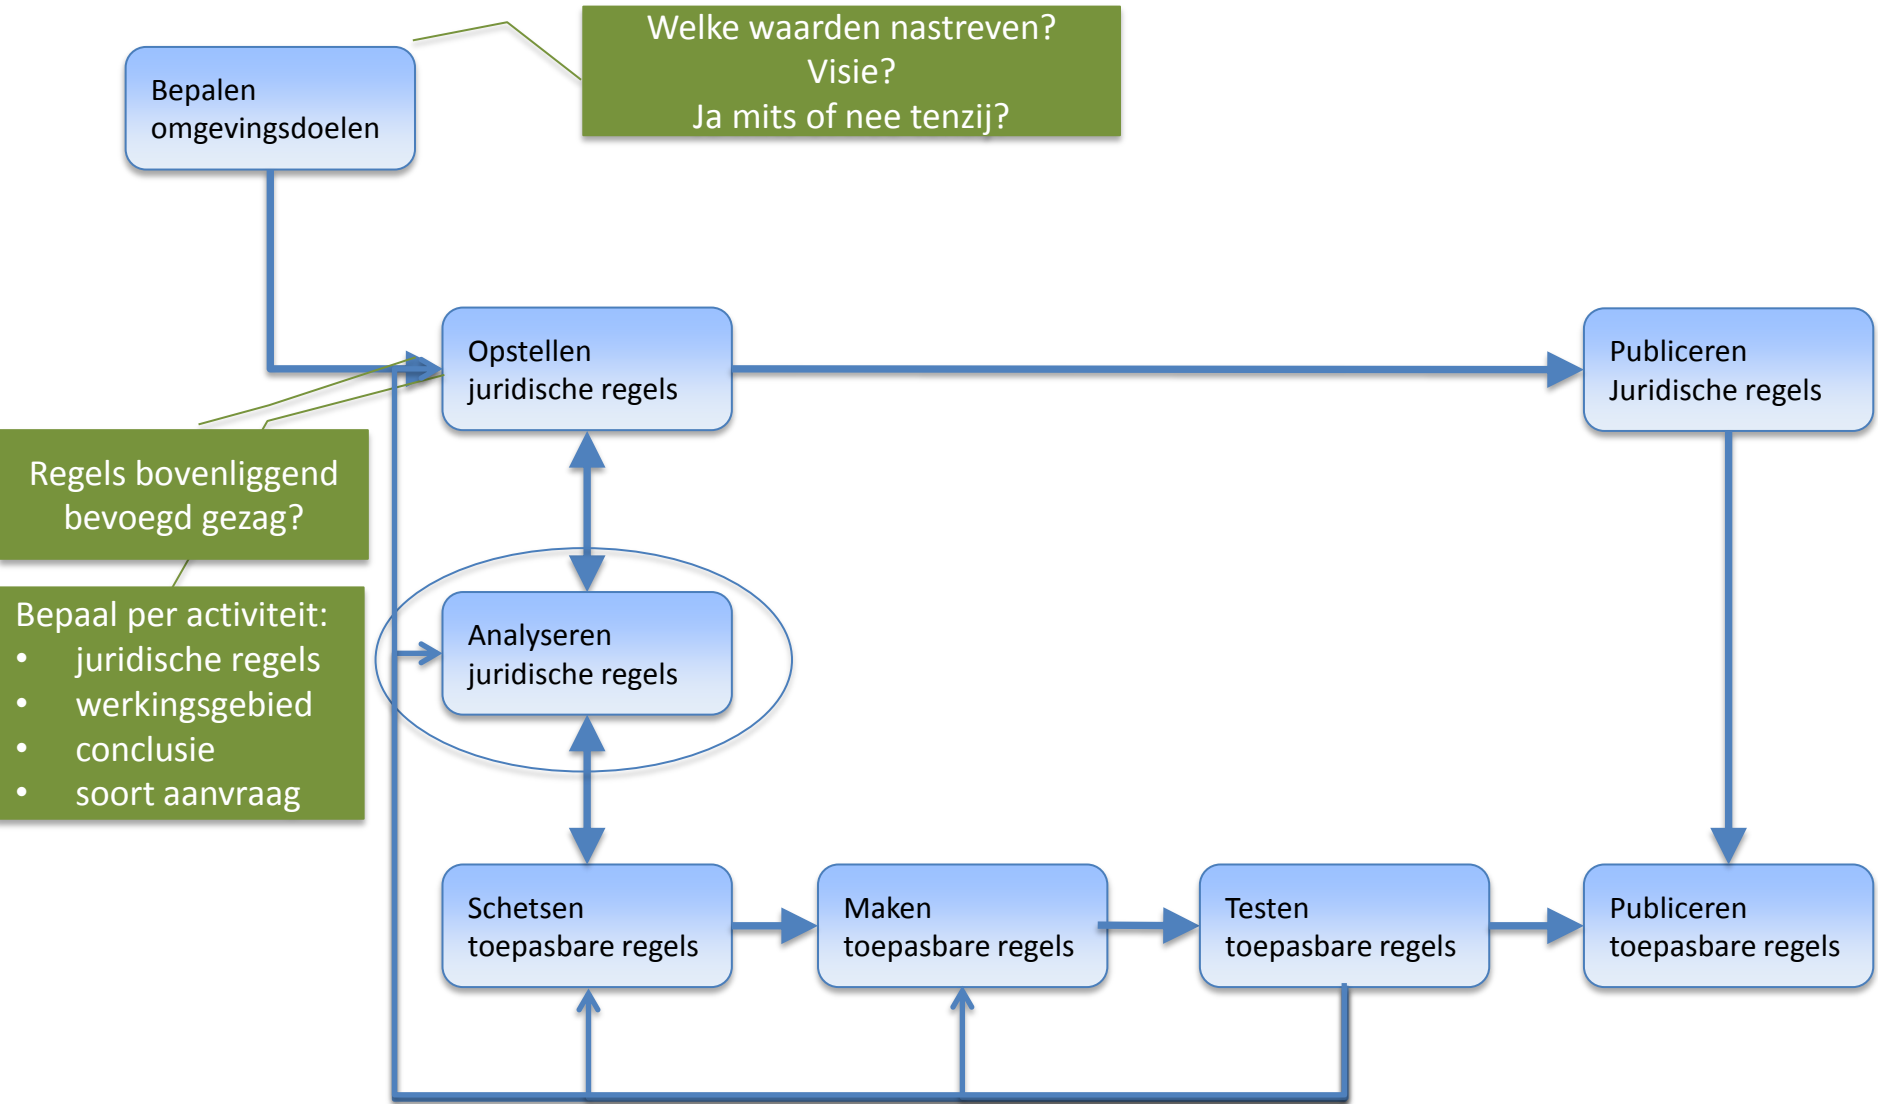 Welke waarden nastreven?
Visie?
Ja mits of nee tenzij?
Bepalen
omgevingsdoelen
Opstellen
juridische regels
Publiceren
Juridische regels
Regels bovenliggend
bevoegd gezag?
Bepaal per activiteit:
• juridische regels
• werkingsgebied
• conclusie
• soort aanvraag
Analyseren
juridische regels
Schetsen
toepasbare regels
Maken
toepasbare regels
Testen
toepasbare regels
Publiceren
toepasbare regels